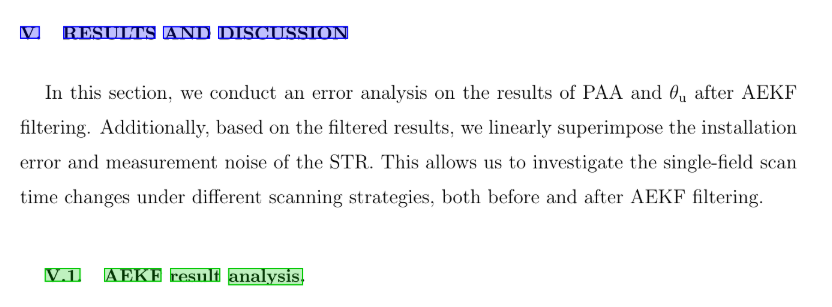 V. RESULTS AND DISCUSSION
In this section, we conduct an error analysis on the results of PAA and θu after AEKF
filtering. Additionally, based on the filtered results, we linearly superimpose the installation
error and measurement noise of the STR. This allows us to investigate the single-field scan
time changes under different scanning strategies, both before and after AEKF filtering.
V.1. AEKF result analysis.